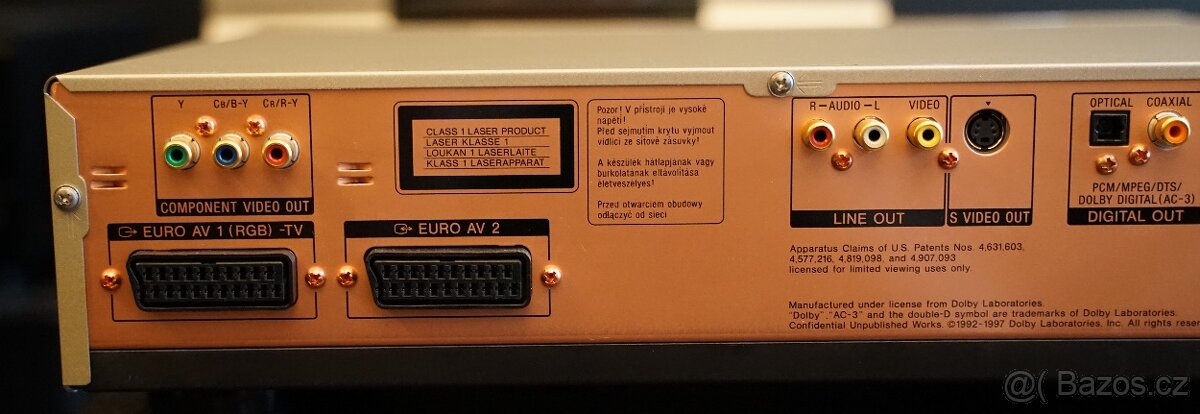 Y CB/B-Y CR/R-Y
COMPONENT VIDEO OUT
CLASS 1 LASER PRODUCT
LASER KLASSE 1
LOUKAN 1 LASERLAITE
KLASS 1 LASERAPPARAT
Pozor! V přístroji je vysoké
napětí!
Před sejmutím krytu vyjmout
vidlici ze síťové zásuvky!
A készülék hátlapjának vagy
burkolatának eltávolítása
életveszélyes!
Przed otwarciem obudowy
odłączyć od sieci
R-AUDIO-L VIDEO
LINE OUT
S VIDEO OUT
OPTICAL COAXIAL
PCM/MPEG/DTS/
DOLBY DIGITAL(AC-3)
DIGITAL OUT
EURO AV 1 (RGB) -TV
EURO AV 2
Apparatus Claims of U.S. Patents Nos. 4,631,603,
4,577,216, 4,819,098, and 4,907,093
licensed for limited viewing uses only.
Manufactured under license from Dolby Laboratories.
"Dolby","AC-3" and the double-D symbol are trademarks of Dolby Laboratories.
Confidential Unpublished Works. ©1992-1997 Dolby Laboratories, Inc. All rights rese
@( Bazos.cz